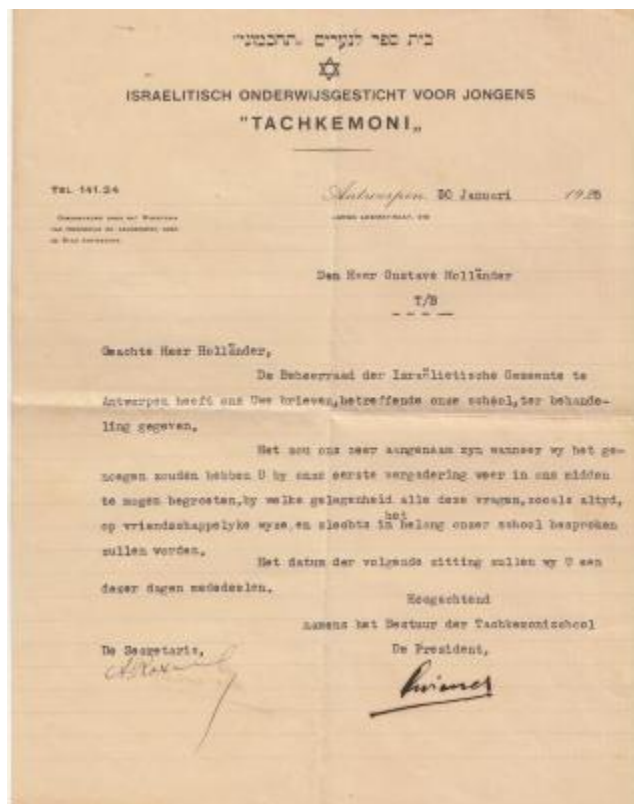 בית ספר לנערים „תחכמוני"
ISRAELITISCH ONDERWIJSGESTICHT VOOR JONGENS
"TACHKEMONI„
TEL. 141.24
Antwerpen, 30 Januari 1925
DE STAD ANTWERPEN
Den Heer Gustave Holländer
T/B
Geachte Heer Holländer,
De Beheerraad der Israëlietische Gemeente te
Antwerpen heeft ons Uwe brieven,betreffende onze school,ter behande-
ling gegeven.
Het zou ons zeer aangenaam zyn wanneer wy het ge-
noegen zouden hebben U by onze eerste vergadering weer in ons midden
te mogen begroeten,by welke gelegenheid alle deze vragen,zooals altyd,
op vriendschappelyke wyze,en slechts in het belang onzer school besproken
zullen worden.
Het datum der volgende zitting zullen wy U een
dezer dagen mededeelen.
Hoogachtend
namens het Bestuur der Tachkemonischool
De Secretaris, De President,